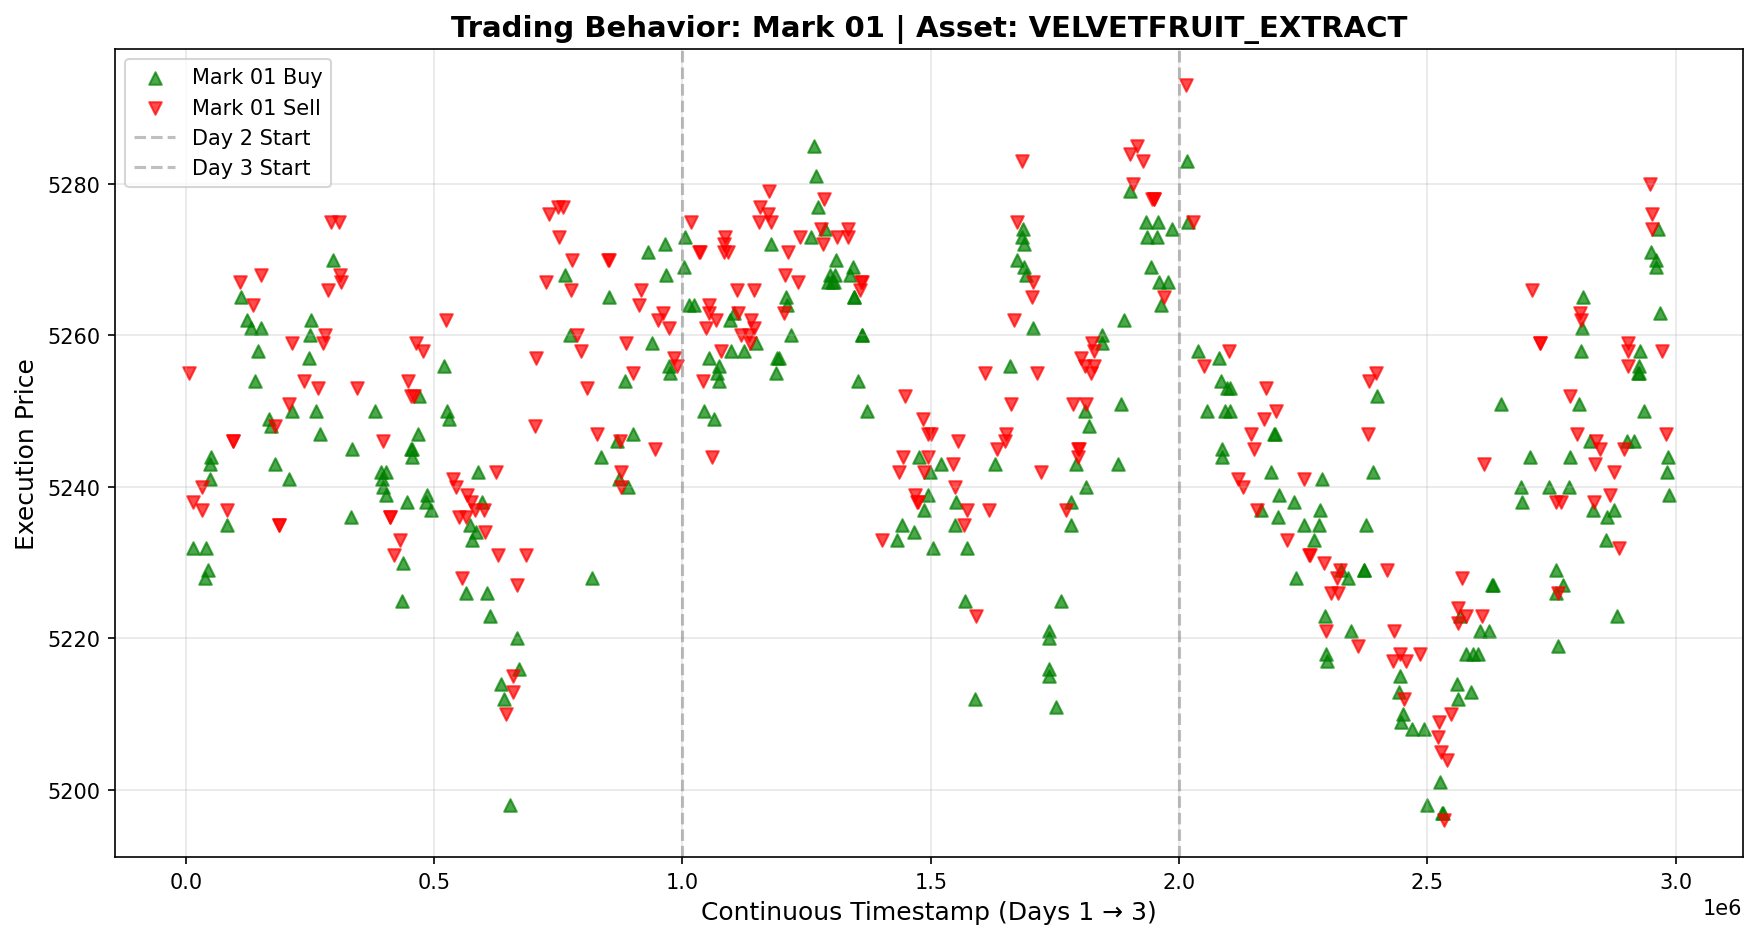 Trading Behavior: Mark 01 | Asset: VELVETFRUIT_EXTRACT
Mark 01 Buy
Mark 01 Sell
Day 2 Start
Day 3 Start
Execution Price
5280
5260
5240
5220
5200
0.0 0.5 1.0 1.5 2.0 2.5 3.0
1e6
Continuous Timestamp (Days 1 → 3)